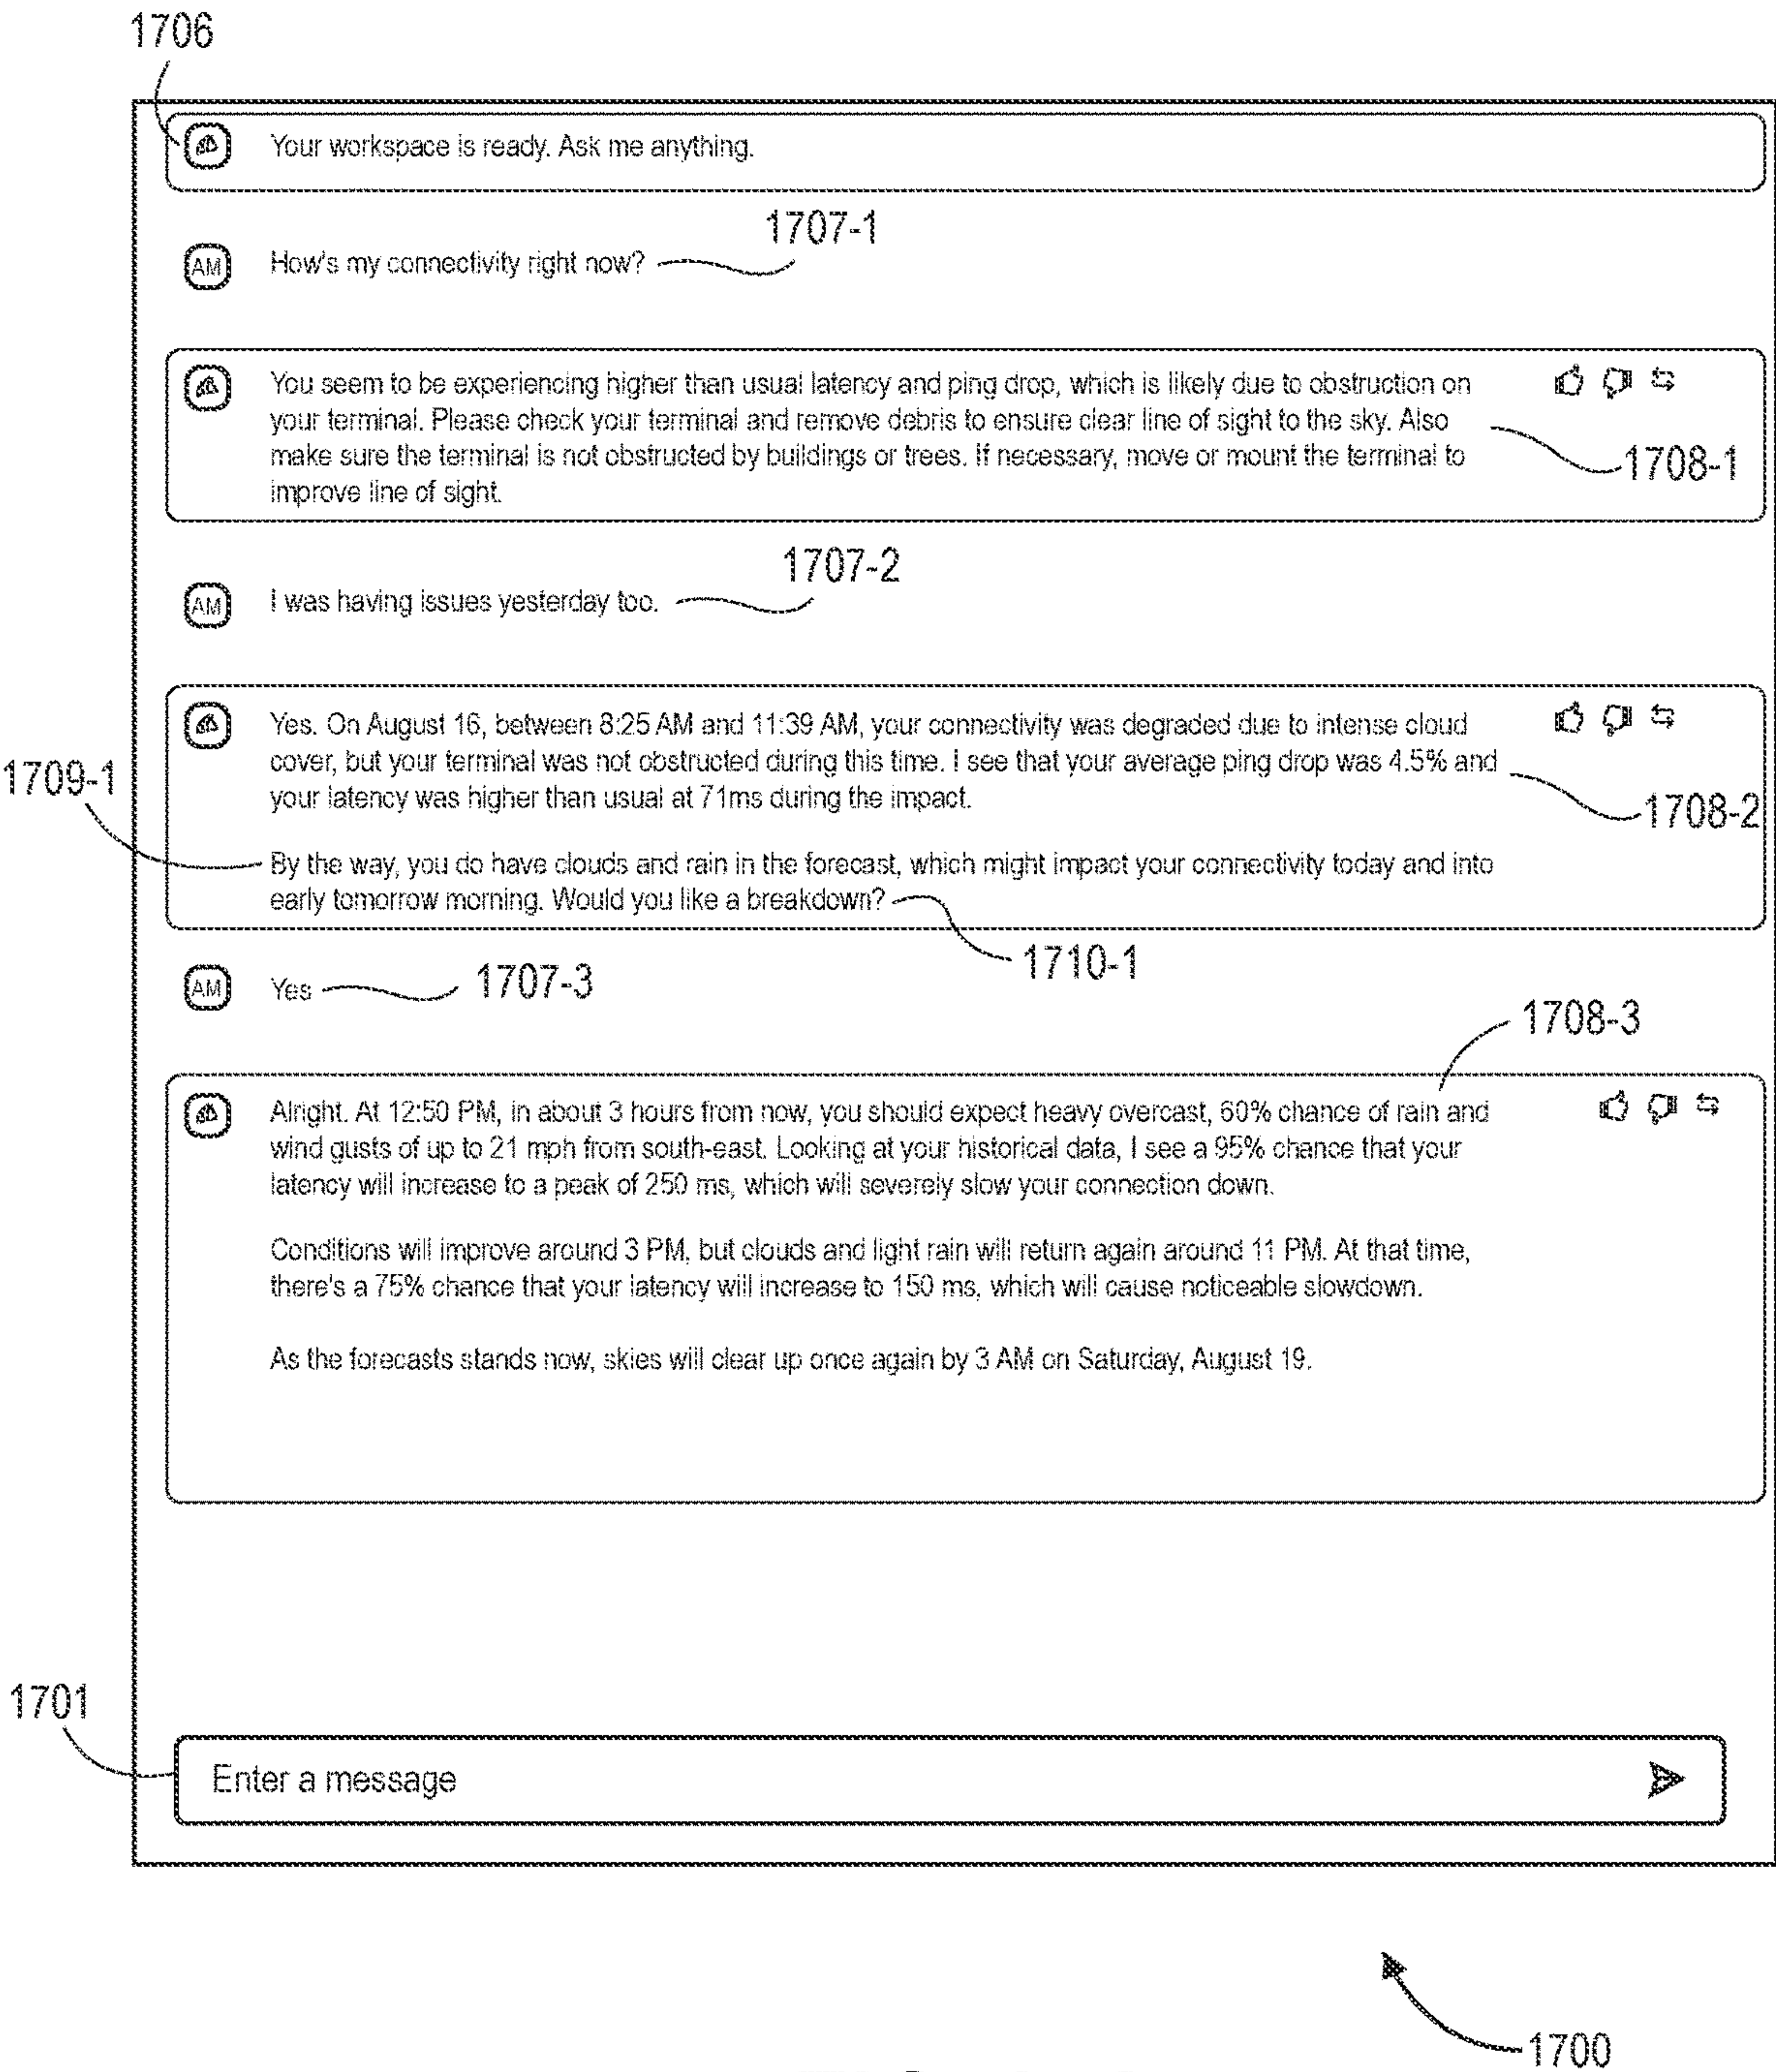 1706
Your workspace is ready. Ask me anything.
1707-1
AM How's my connectivity right now?
You seem to be experiencing higher than usual latency and ping drop, which is likely due to obstruction on
your terminal. Please check your terminal and remove debris to ensure clear line of sight to the sky. Also
make sure the terminal is not obstructed by buildings or trees. If necessary, move or mount the terminal to
improve line of sight.
1708-1
1707-2
AM I was having issues yesterday too.
Yes. On August 16, between 8:25 AM and 11:39 AM, your connectivity was degraded due to intense cloud
cover, but your terminal was not obstructed during this time. I see that your average ping drop was 4.5% and
your latency was higher than usual at 71ms during the impact.
1709-1
1708-2
By the way, you do have clouds and rain in the forecast, which might impact your connectivity today and into
early tomorrow morning. Would you like a breakdown?
1710-1
AM Yes 1707-3
1708-3
Alright. At 12:50 PM, in about 3 hours from now, you should expect heavy overcast, 60% chance of rain and
wind gusts of up to 21 mph from south-east. Looking at your historical data, I see a 95% chance that your
latency will increase to a peak of 250 ms, which will severely slow your connection down.
Conditions will improve around 3 PM, but clouds and light rain will return again around 11 PM. At that time,
there's a 75% chance that your latency will increase to 150 ms, which will cause noticeable slowdown.
As the forecasts stands now, skies will clear up once again by 3 AM on Saturday, August 19.
1701
Enter a message
1700